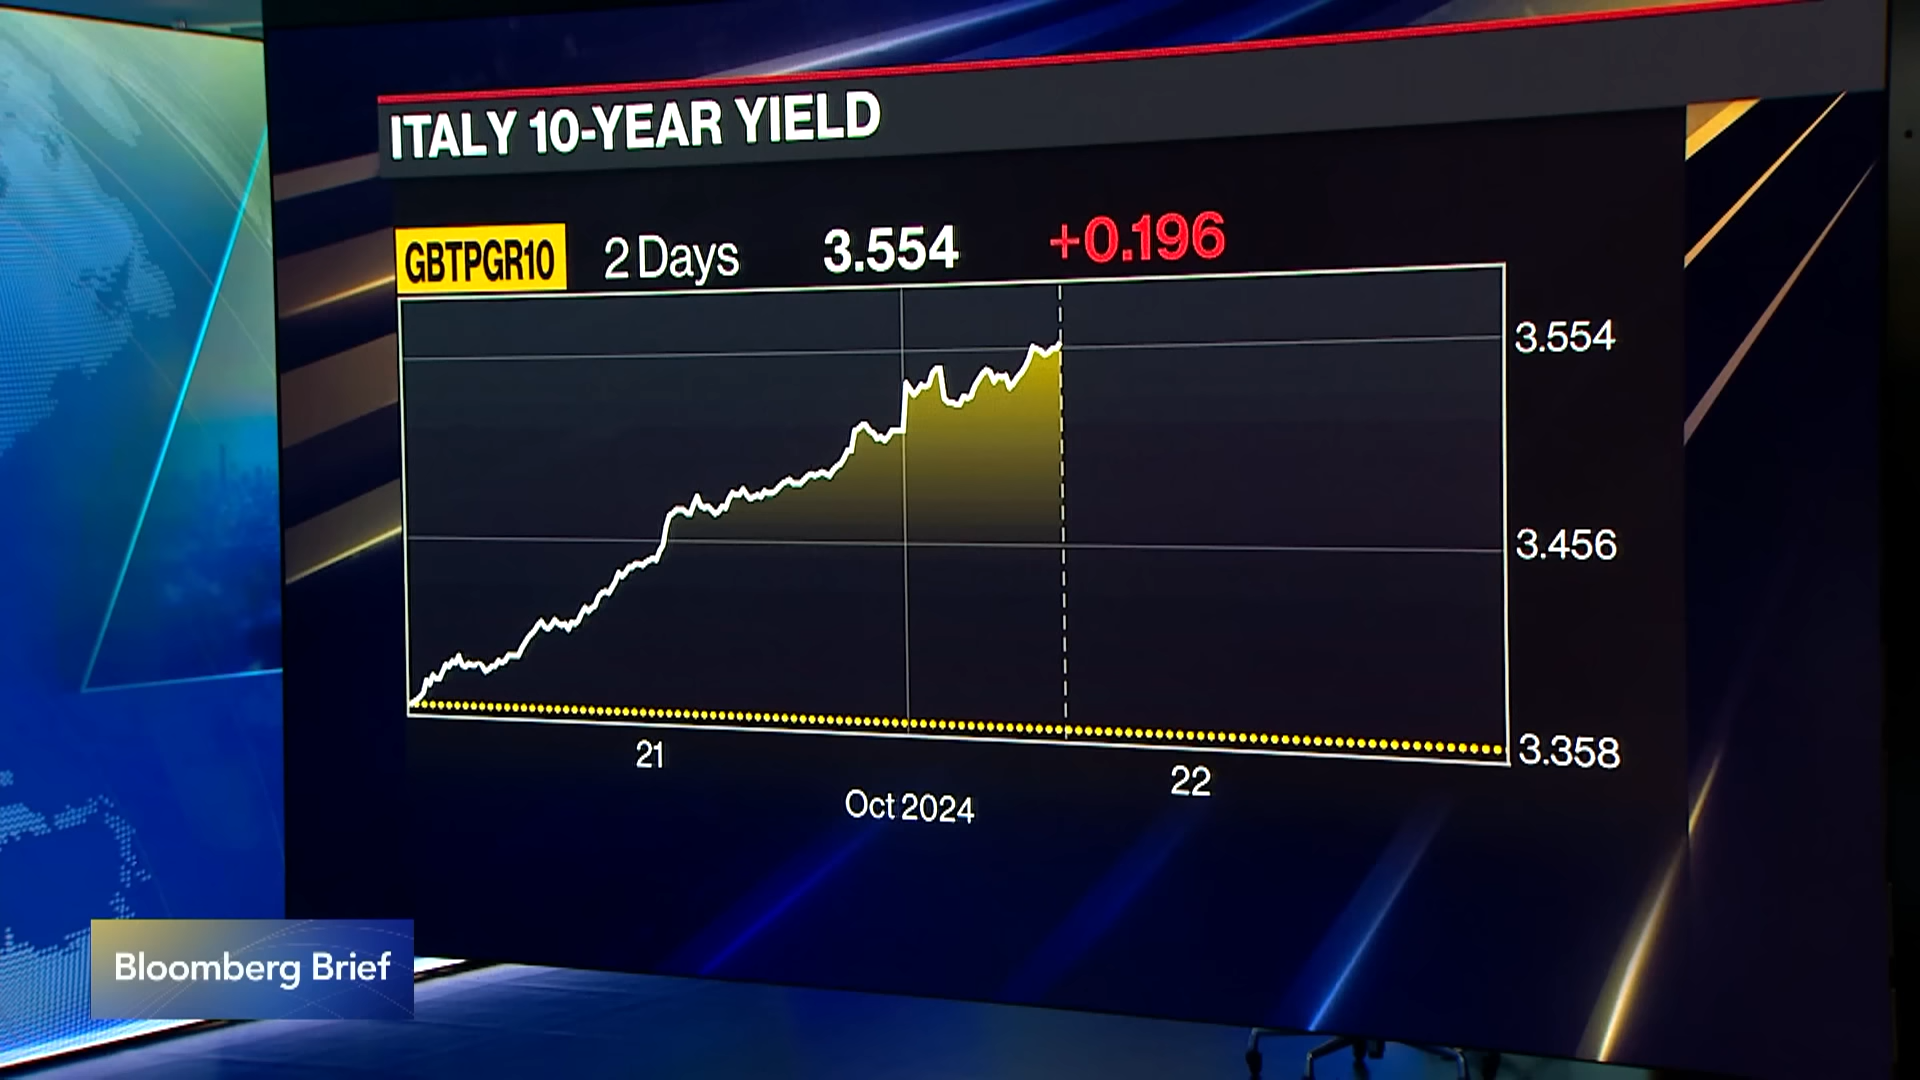 ITALY 10-YEAR YIELD
GBTPGR10 2 Days 3.554 +0.196
3.554
3.456
3.358
21 22
Oct 2024
Bloomberg Brief